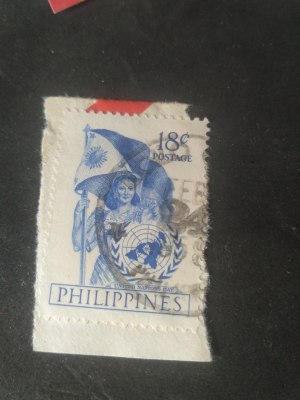 18¢
POSTAGE
UNITED NATIONS DAY
PHILIPPINES